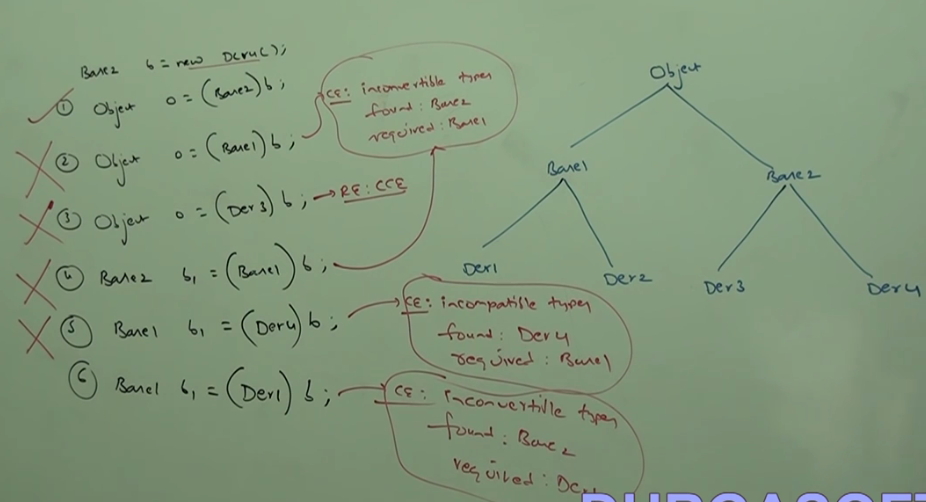 Base2 b = new Der4();
① Object o = (Base2) b;
② Object o = (Base1) b;
③ Object o = (Der3) b; → RE: CCE
④ Base2 b1 = (Base1) b;
⑤ Base1 b1 = (Der4) b;
⑥ Base1 b1 = (Der1) b;
CE: inconvertible types
found: Base2
required: Base1
CE: incompatible types
found: Der4
required: Base1
CE: inconvertible types
found: Base2
required:
Object
Base1 Base2
Der1 Der2 Der3 Der4